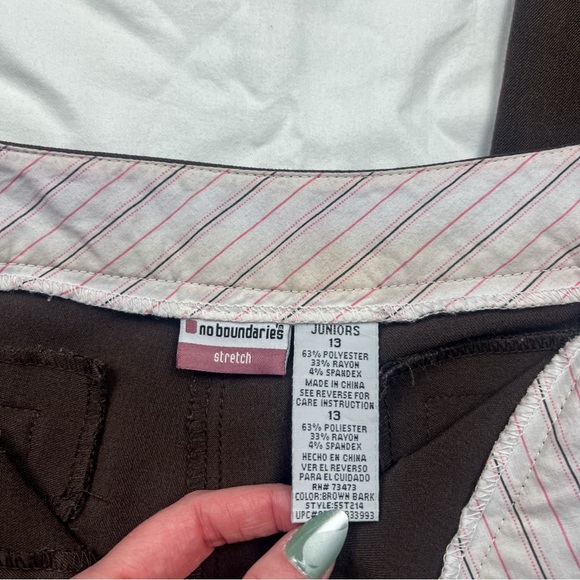 no boundaries
stretch
JUNIORS
13
63% POLYESTER
33% RAYON
4% SPANDEX
MADE IN CHINA
SEE REVERSE FOR
CARE INSTRUCTION
13
63% POLIESTER
33% RAYON
4% SPANDEX
HECHO EN CHINA
VER EL REVERSO
PARA EL CUIDADO
RN# 73473
COLOR:BROWN BARK
STYLE:SST214
33993